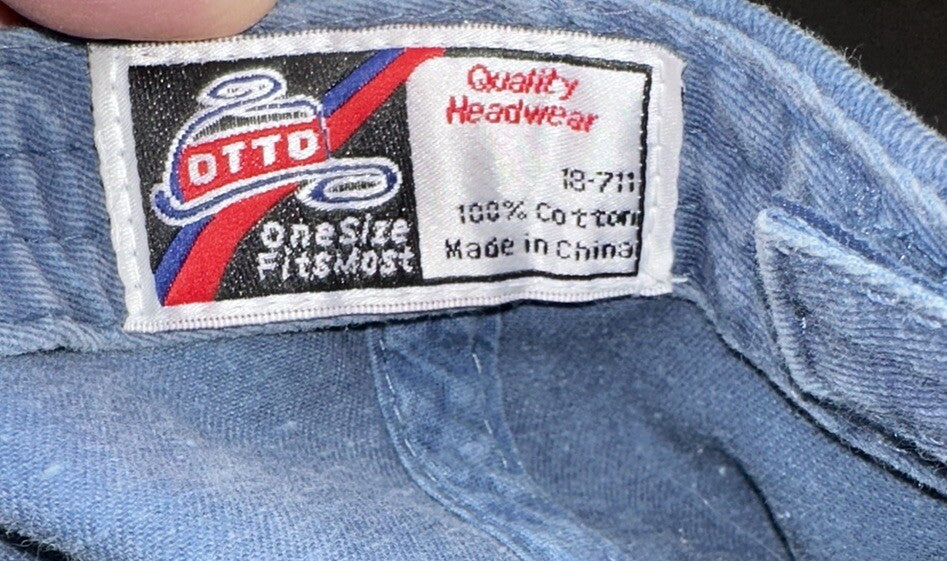 OTTO
OneSize
FitsMost
Quality
Headwear
18-711
100% Cotton
Made in China